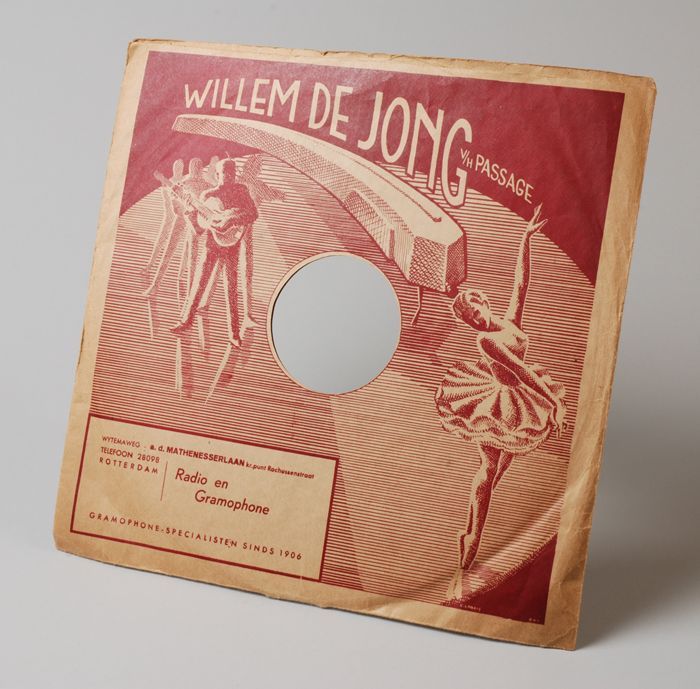 WILLEM DE JONG
V/H PASSAGE
WYTEMAWEG - a. d. MATHENESSERLAAN kr.punt Rochussenstraat
TELEFOON 28098
ROTTERDAM
Radio en
Gramophone
GRAMOPHONE-SPECIALISTEN SINDS 1906